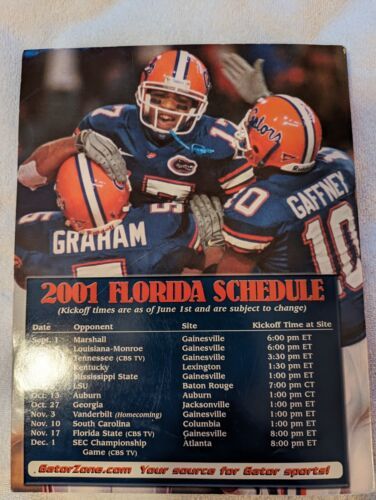 Gators
17
7
GRAHAM
5
GAFFNEY
10
10
2001 FLORIDA SCHEDULE
(Kickoff times are as of June 1st and are subject to change)
Date Opponent Site Kickoff Time at Site
Sept. 1 Marshall Gainesville 6:00 pm ET
Louisiana-Monroe Gainesville 6:00 pm ET
Tennessee (CBS TV) Gainesville 3:30 pm ET
Kentucky Lexington 1:30 pm ET
Mississippi State Gainesville 1:00 pm ET
LSU Baton Rouge 7:00 pm CT
Oct. 13 Auburn Auburn 1:00 pm CT
Oct 27 Georgia Jacksonville 1:00 pm ET
Nov. 3 Vanderbilt (Homecoming) Gainesville 1:00 pm ET
Nov. 10 South Carolina Columbia 1:00 pm ET
Nov. 17 Florida State (CBS TV) Gainesville 8:00 pm ET
Dec. 1 SEC Championship Atlanta 8:00 pm ET
Game (CBS TV)
GatorZone.com Your source for Gator sports!